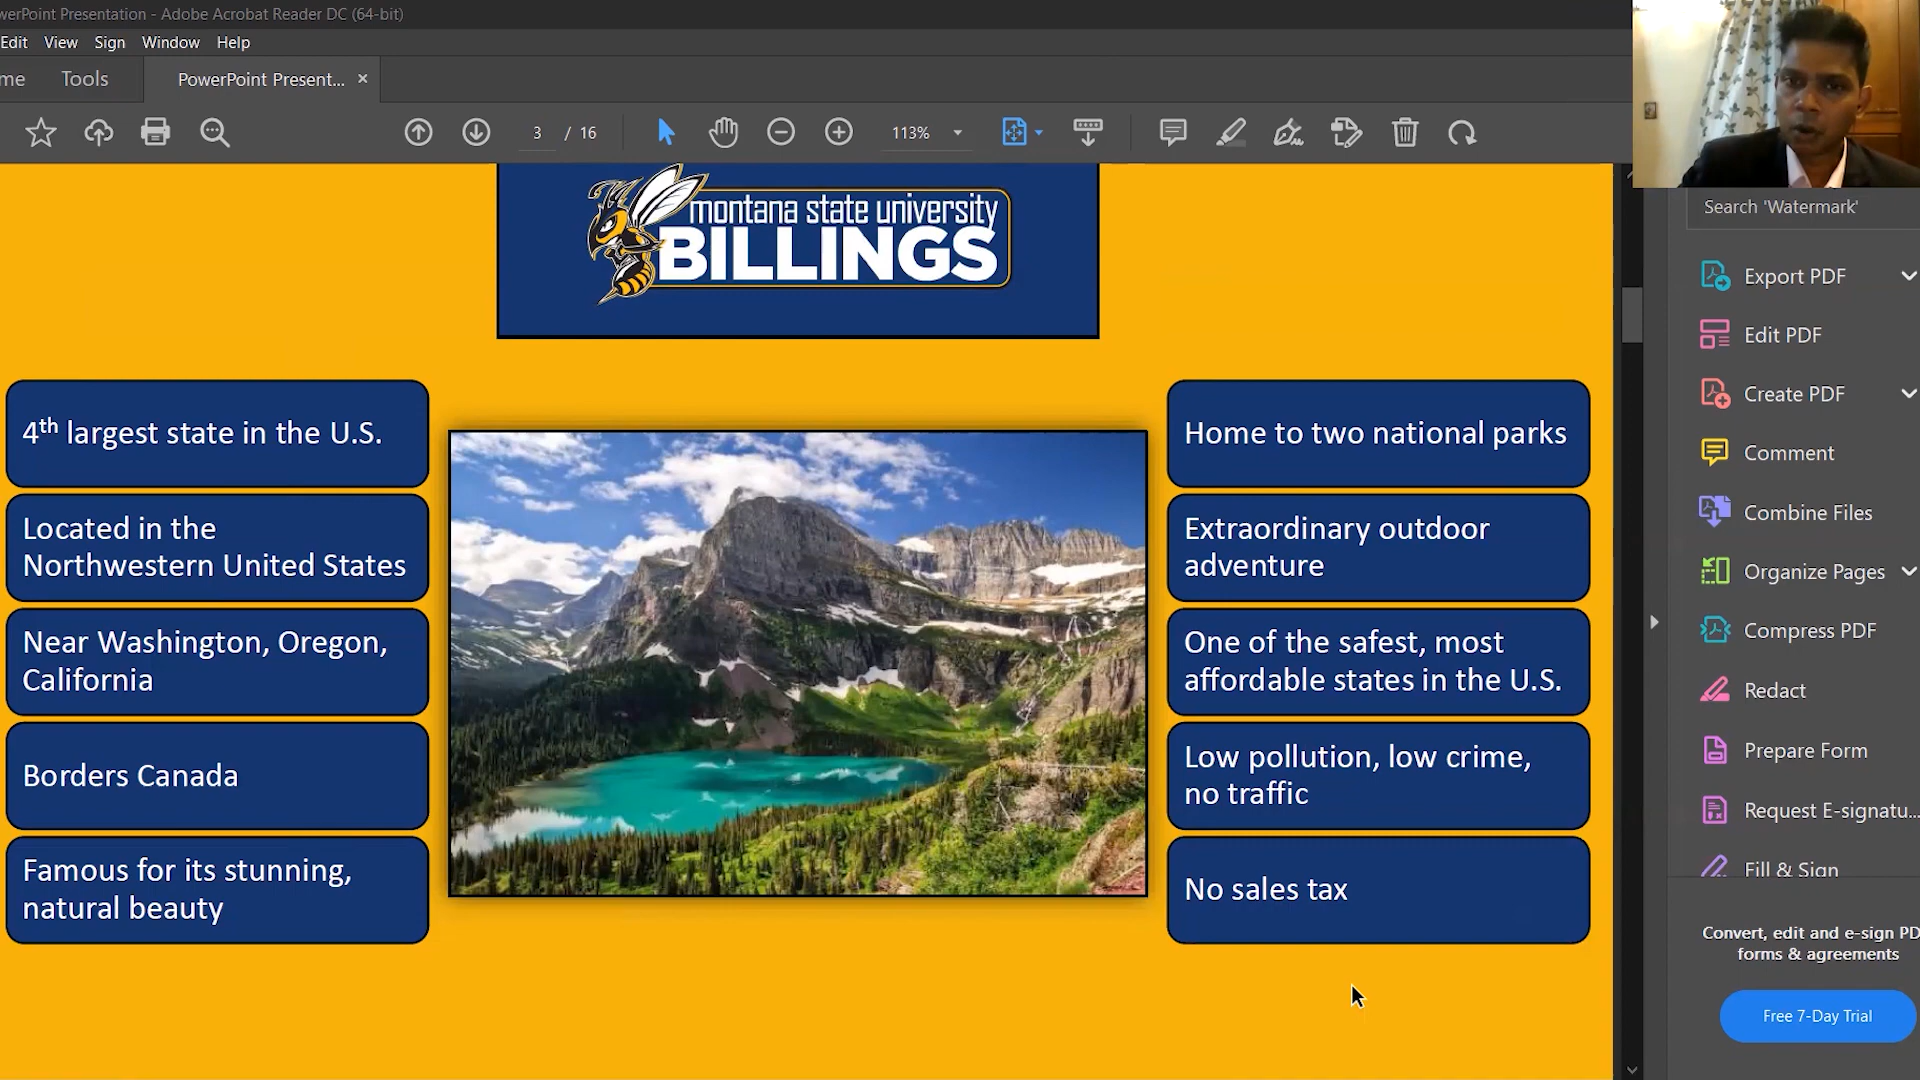 werPoint Presentation - Adobe Acrobat Reader DC (64-bit)
Edit View Sign Window Help
me Tools PowerPoint Present... ×
3 / 16 113%
montana state university
BILLINGS
4th largest state in the U.S.
Located in the
Northwestern United States
Near Washington, Oregon,
California
Borders Canada
Famous for its stunning,
natural beauty
Home to two national parks
Extraordinary outdoor
adventure
One of the safest, most
affordable states in the U.S.
Low pollution, low crime,
no traffic
No sales tax
Search 'Watermark'
Export PDF
Edit PDF
Create PDF
Comment
Combine Files
Organize Pages
Compress PDF
Redact
Prepare Form
Request E-signatu...
Fill & Sign
Convert, edit and e-sign PD
forms & agreements
Free 7-Day Trial